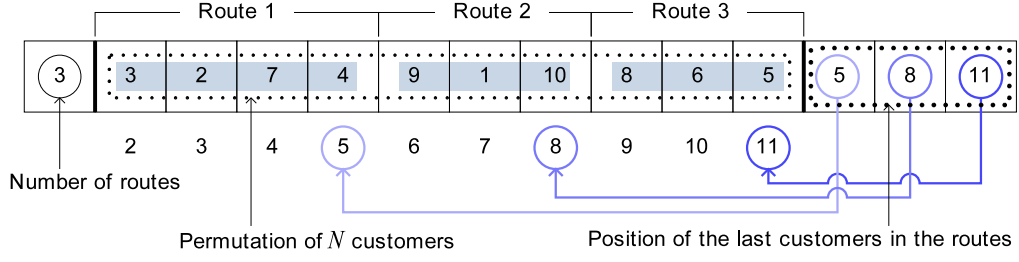 Route 1 Route 2 Route 3
3 3 2 7 4 9 1 10 8 6 5 5 8 11
2 3 4 5 6 7 8 9 10 11
Number of routes
Permutation of N customers
Position of the last customers in the routes